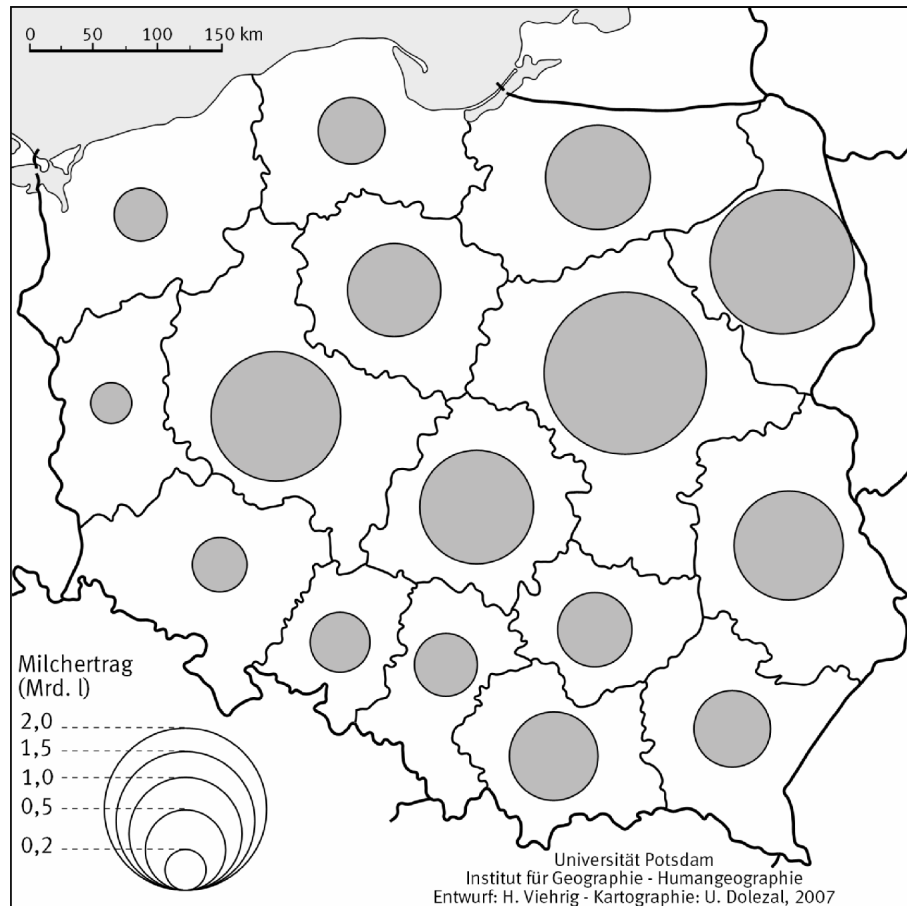 0 50 100 150 km
Milchertrag
(Mrd. l)
2,0
1,5
1,0
0,5
0,2
Universität Potsdam
Institut für Geographie - Humangeographie
Entwurf: H. Viehrig - Kartographie: U. Dolezal, 2007